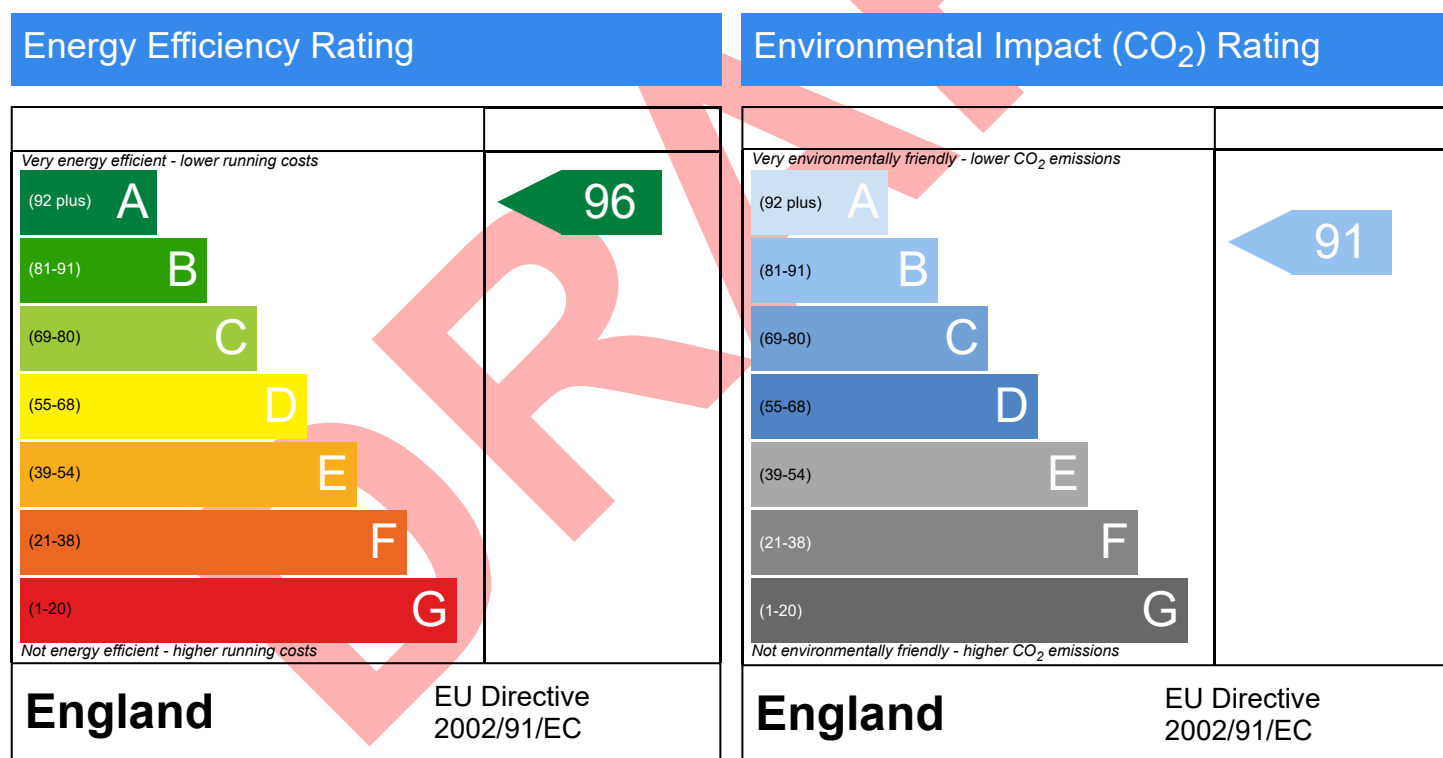 Energy Efficiency Rating
Very energy efficient - lower running costs
(92 plus) A
96
(81-91) B
(69-80) C
(55-68) D
(39-54) E
(21-38) F
(1-20) G
Not energy efficient - higher running costs
England
EU Directive
2002/91/EC
Environmental Impact (CO2) Rating
Very environmentally friendly - lower CO2 emissions
(92 plus) A
91
(81-91) B
(69-80) C
(55-68) D
(39-54) E
(21-38) F
(1-20) G
Not environmentally friendly - higher CO2 emissions
England
EU Directive
2002/91/EC